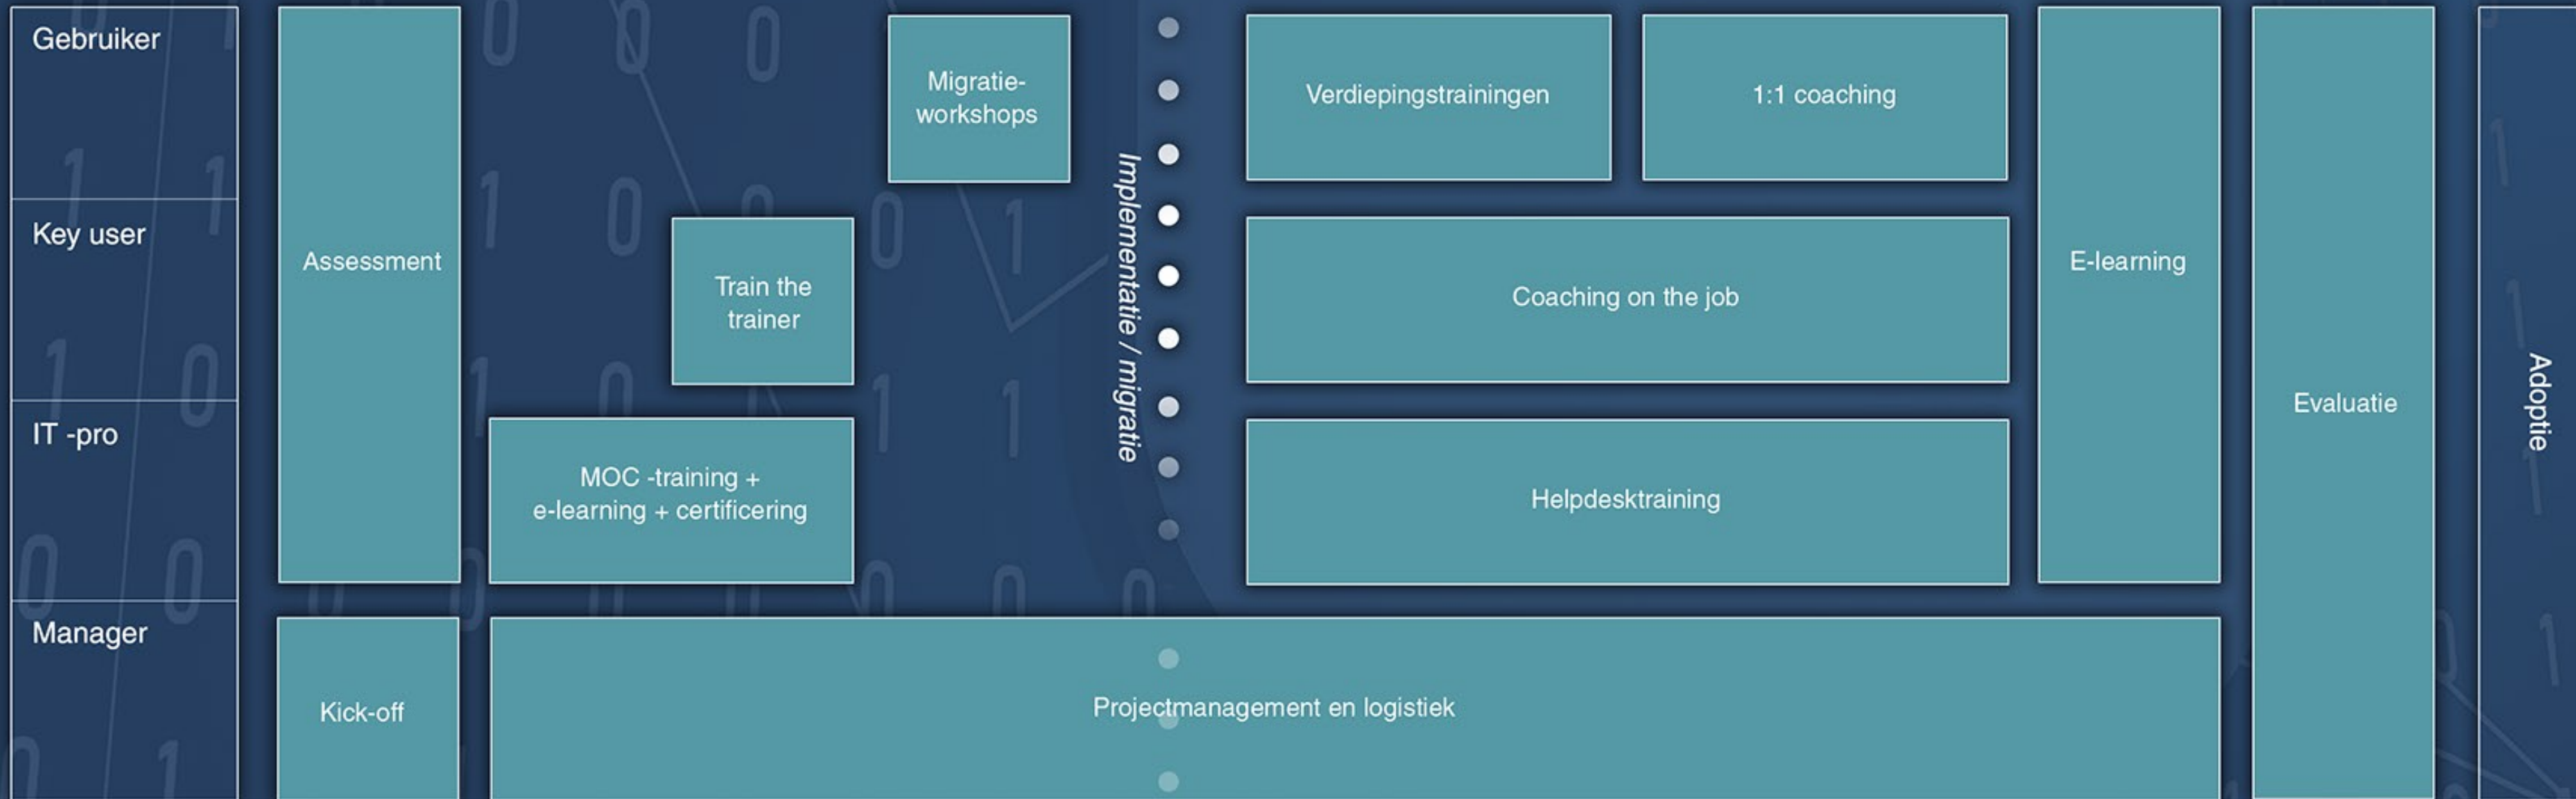 Gebruiker
Key user
IT -pro
Manager
Assessment
Kick-off
MOC -training +
e-learning + certificering
Train the
trainer
Migratie-
workshops
Implementatie / migratie
Verdiepingstrainingen
1:1 coaching
Coaching on the job
Helpdesktraining
E-learning
Projectmanagement en logistiek
Evaluatie
Adoptie